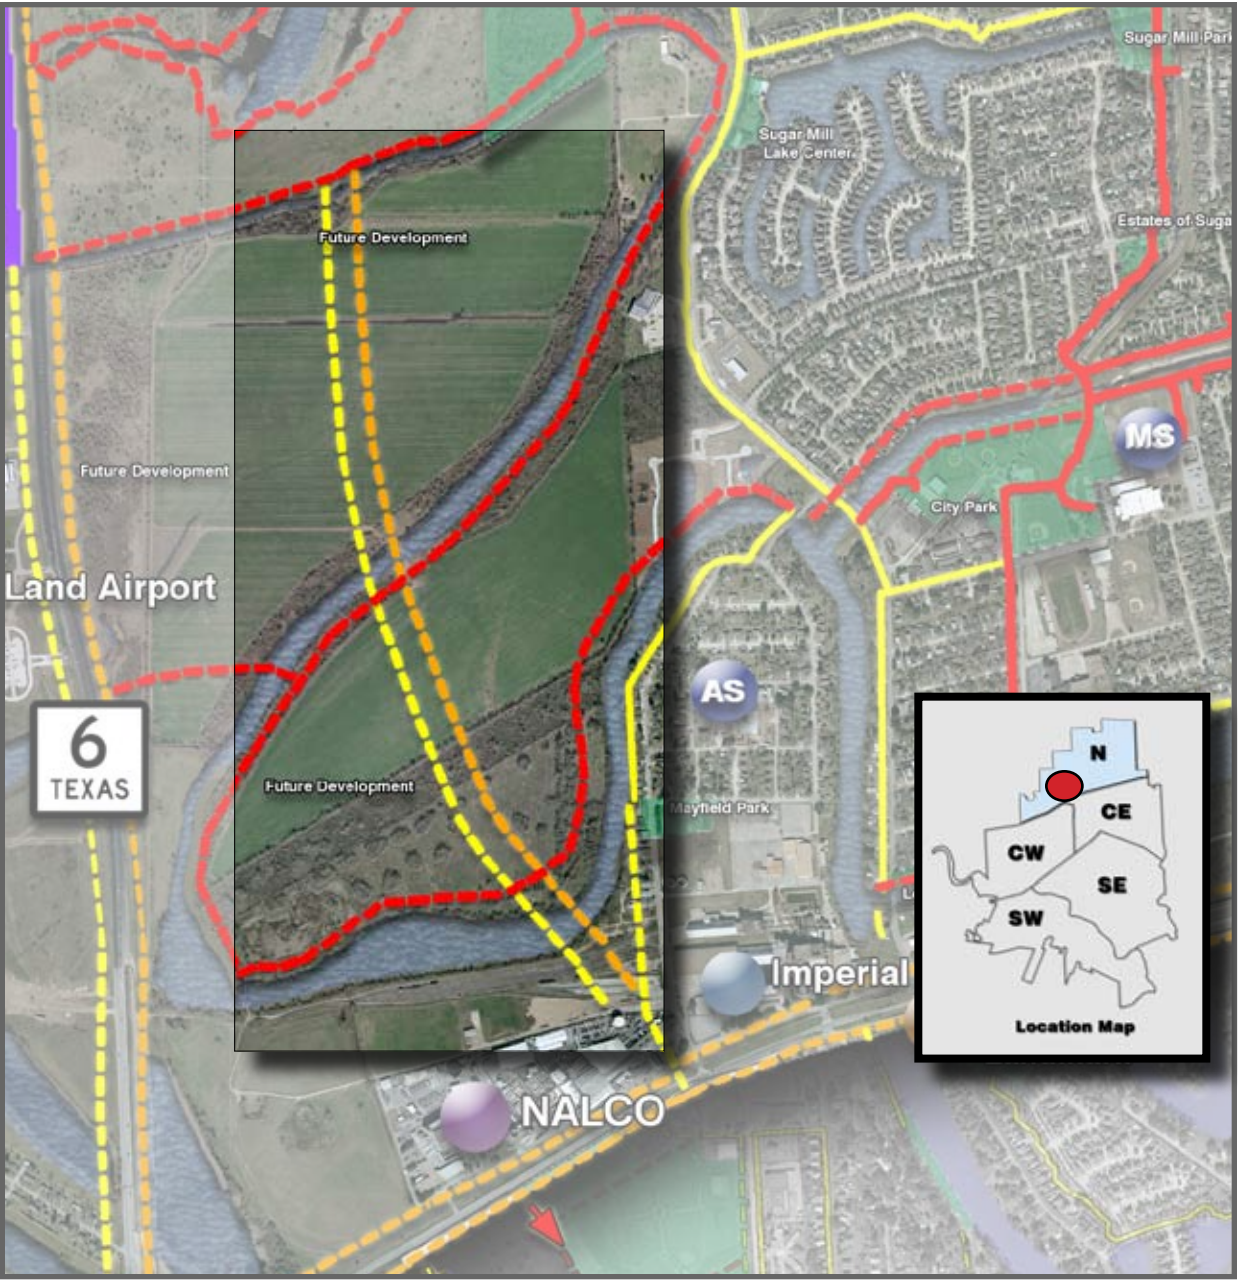 Sugar Mill Park
Sugar Mill
Lake Center
Estates of Suga
Future Development
MS
Future Development
City Park
Land Airport
AS
6
TEXAS
Future Development
Mayfield Park
N
CE
CW
SE
SW
Location Map
Imperial
NALCO